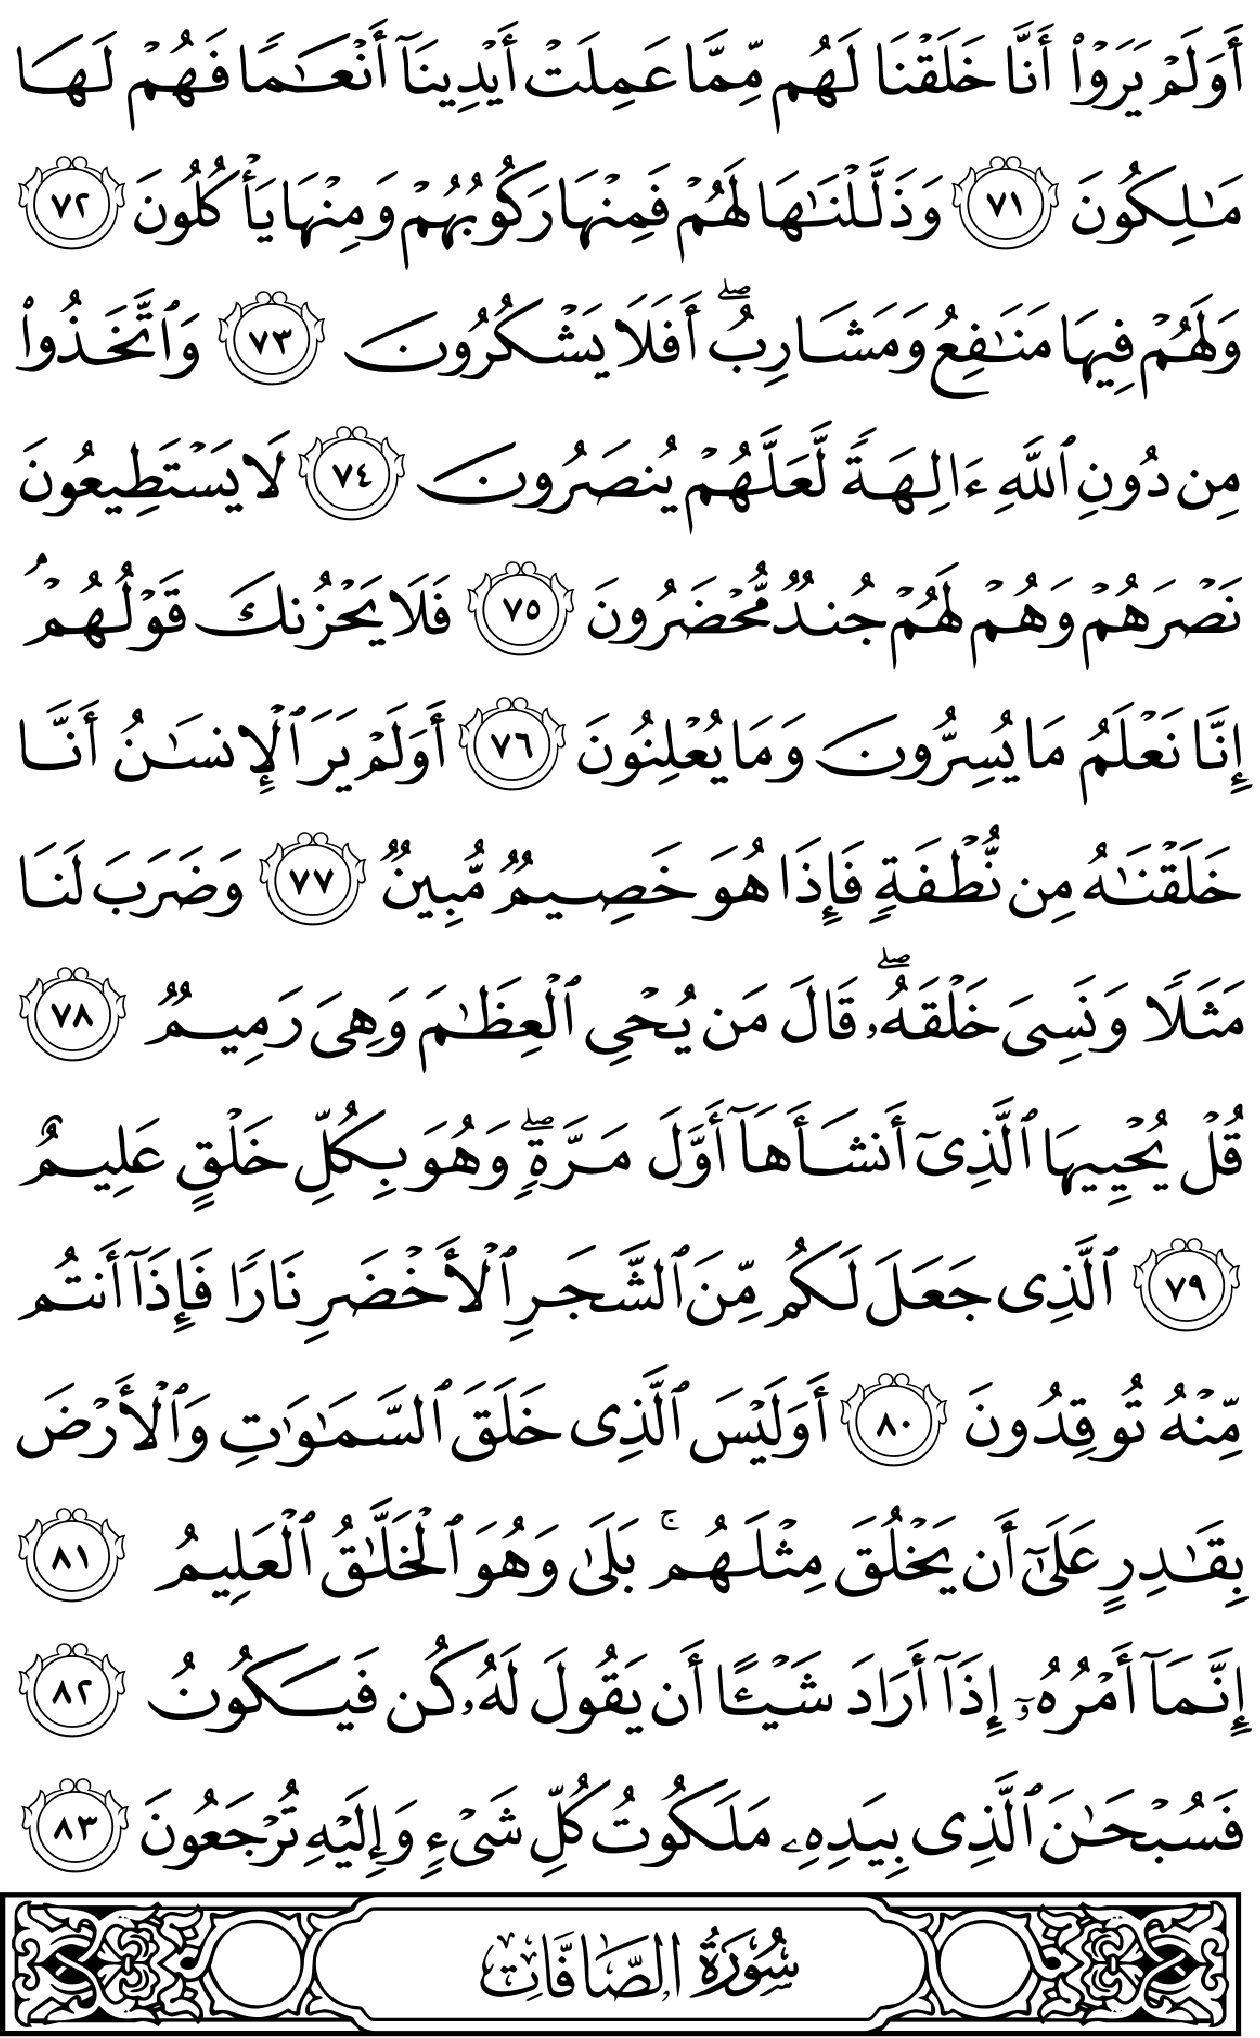 أَوَلَمْ يَرَوْا۟ أَنَّا خَلَقْنَا لَهُم مِّمَّا عَمِلَتْ أَيْدِينَآ أَنْعَـٰمًا فَهُمْ لَهَا
مَـٰلِكُونَ ٧١ وَذَلَّلْنَـٰهَا لَهُمْ فَمِنْهَا رَكُوبُهُمْ وَمِنْهَا يَأْكُلُونَ ٧٢
وَلَهُمْ فِيهَا مَنَـٰفِعُ وَمَشَارِبُ ۖ أَفَلَا يَشْكُرُونَ ٧٣ وَٱتَّخَذُوا۟
مِن دُونِ ٱللَّهِ ءَالِهَةً لَّعَلَّهُمْ يُنصَرُونَ ٧٤ لَا يَسْتَطِيعُونَ
نَصْرَهُمْ وَهُمْ لَهُمْ جُندٌ مُّحْضَرُونَ ٧٥ فَلَا يَحْزُنكَ قَوْلُهُمْ ۘ
إِنَّا نَعْلَمُ مَا يُسِرُّونَ وَمَا يُعْلِنُونَ ٧٦ أَوَلَمْ يَرَ ٱلْإِنسَـٰنُ أَنَّا
خَلَقْنَـٰهُ مِن نُّطْفَةٍ فَإِذَا هُوَ خَصِيمٌ مُّبِينٌ ٧٧ وَضَرَبَ لَنَا
مَثَلًا وَنَسِىَ خَلْقَهُۥ ۖ قَالَ مَن يُحْىِ ٱلْعِظَـٰمَ وَهِىَ رَمِيمٌ ٧٨
قُلْ يُحْيِيهَا ٱلَّذِىٓ أَنشَأَهَآ أَوَّلَ مَرَّةٍ ۖ وَهُوَ بِكُلِّ خَلْقٍ عَلِيمٌ
٧٩ ٱلَّذِى جَعَلَ لَكُم مِّنَ ٱلشَّجَرِ ٱلْأَخْضَرِ نَارًا فَإِذَآ أَنتُم
مِّنْهُ تُوقِدُونَ ٨٠ أَوَلَيْسَ ٱلَّذِى خَلَقَ ٱلسَّمَـٰوَٰتِ وَٱلْأَرْضَ
بِقَـٰدِرٍ عَلَىٰٓ أَن يَخْلُقَ مِثْلَهُم ۚ بَلَىٰ وَهُوَ ٱلْخَلَّـٰقُ ٱلْعَلِيمُ ٨١
إِنَّمَآ أَمْرُهُۥٓ إِذَآ أَرَادَ شَيْـًٔا أَن يَقُولَ لَهُۥ كُن فَيَكُونُ ٨٢
فَسُبْحَـٰنَ ٱلَّذِى بِيَدِهِۦ مَلَكُوتُ كُلِّ شَىْءٍ وَإِلَيْهِ تُرْجَعُونَ ٨٣
سُورَةُ الصَّافَّاتِ